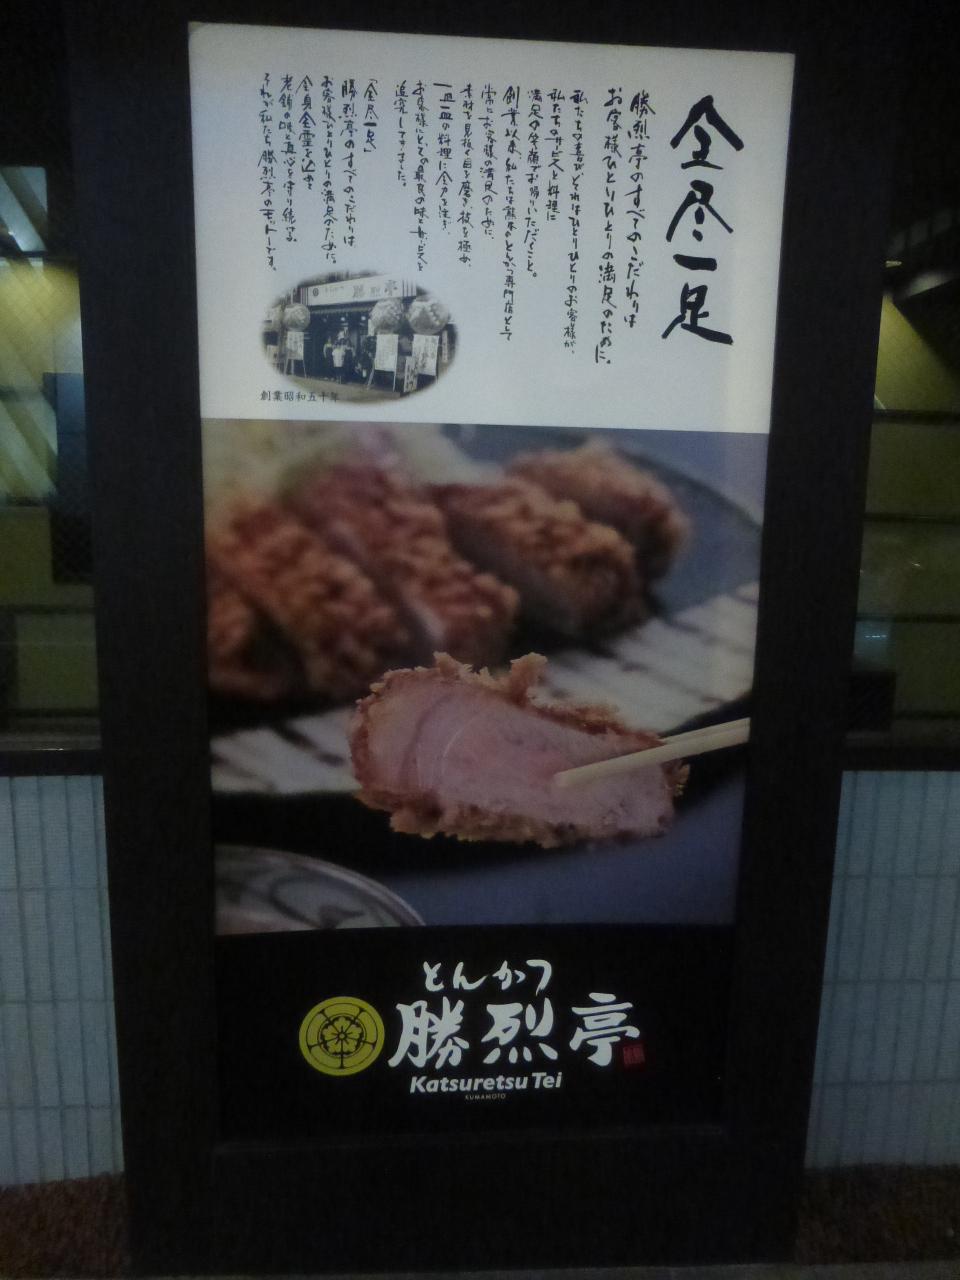 全尽一足
勝烈亭のすべてのこだわりは
お客様ひとりひとりの満足のために。
私たちの喜び、それはひとりひとりのお客様が、
私たちのサービスと料理に
満足の笑顔でお帰りいただくこと。
創業以来、私たちは熊本のとんかつ専門店として
常にお客様の満足のために、
素材を見抜く目を磨き、技を極め、
一皿一皿の料理に全力を注ぎ、
お客様にとっての最良の味とサービスを
追究してきました。
「全尽一足」
勝烈亭のすべてのこだわりは
お客様ひとりひとりの満足のために。
全身全霊を込めて
老舗の味と真心を守り続ける。
それが私たち勝烈亭のモットーです。
勝烈亭
創業昭和五十年
とんかつ
勝烈亭
Katsuretsu Tei
KUMAMOTO